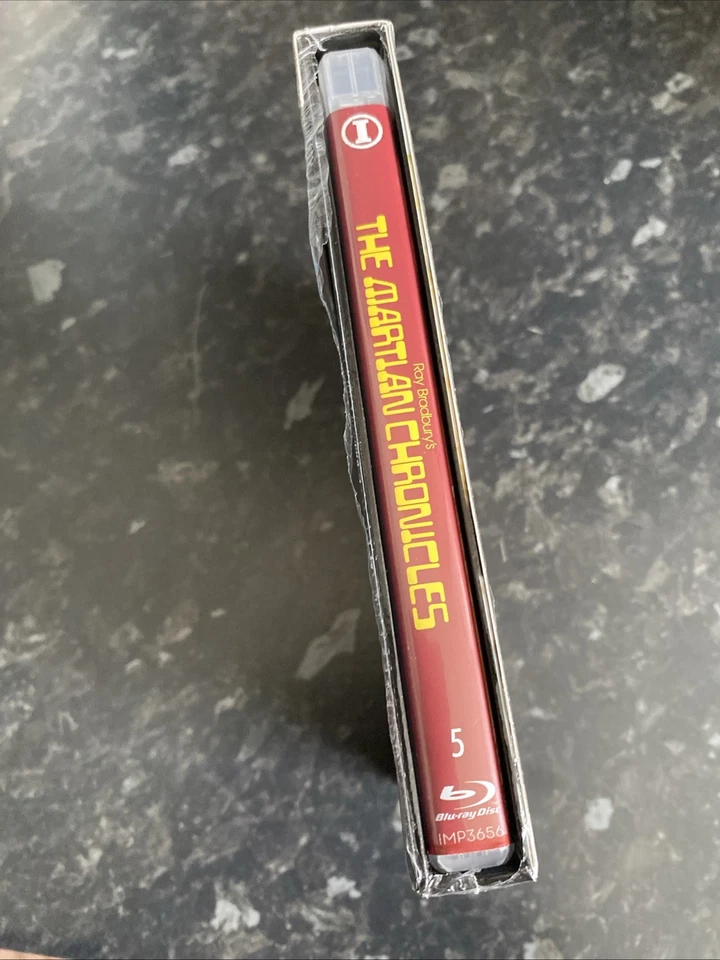 I
Ray Bradbury's
THE MARTIAN CHRONICLES
5
Blu-ray Disc
IMP3656